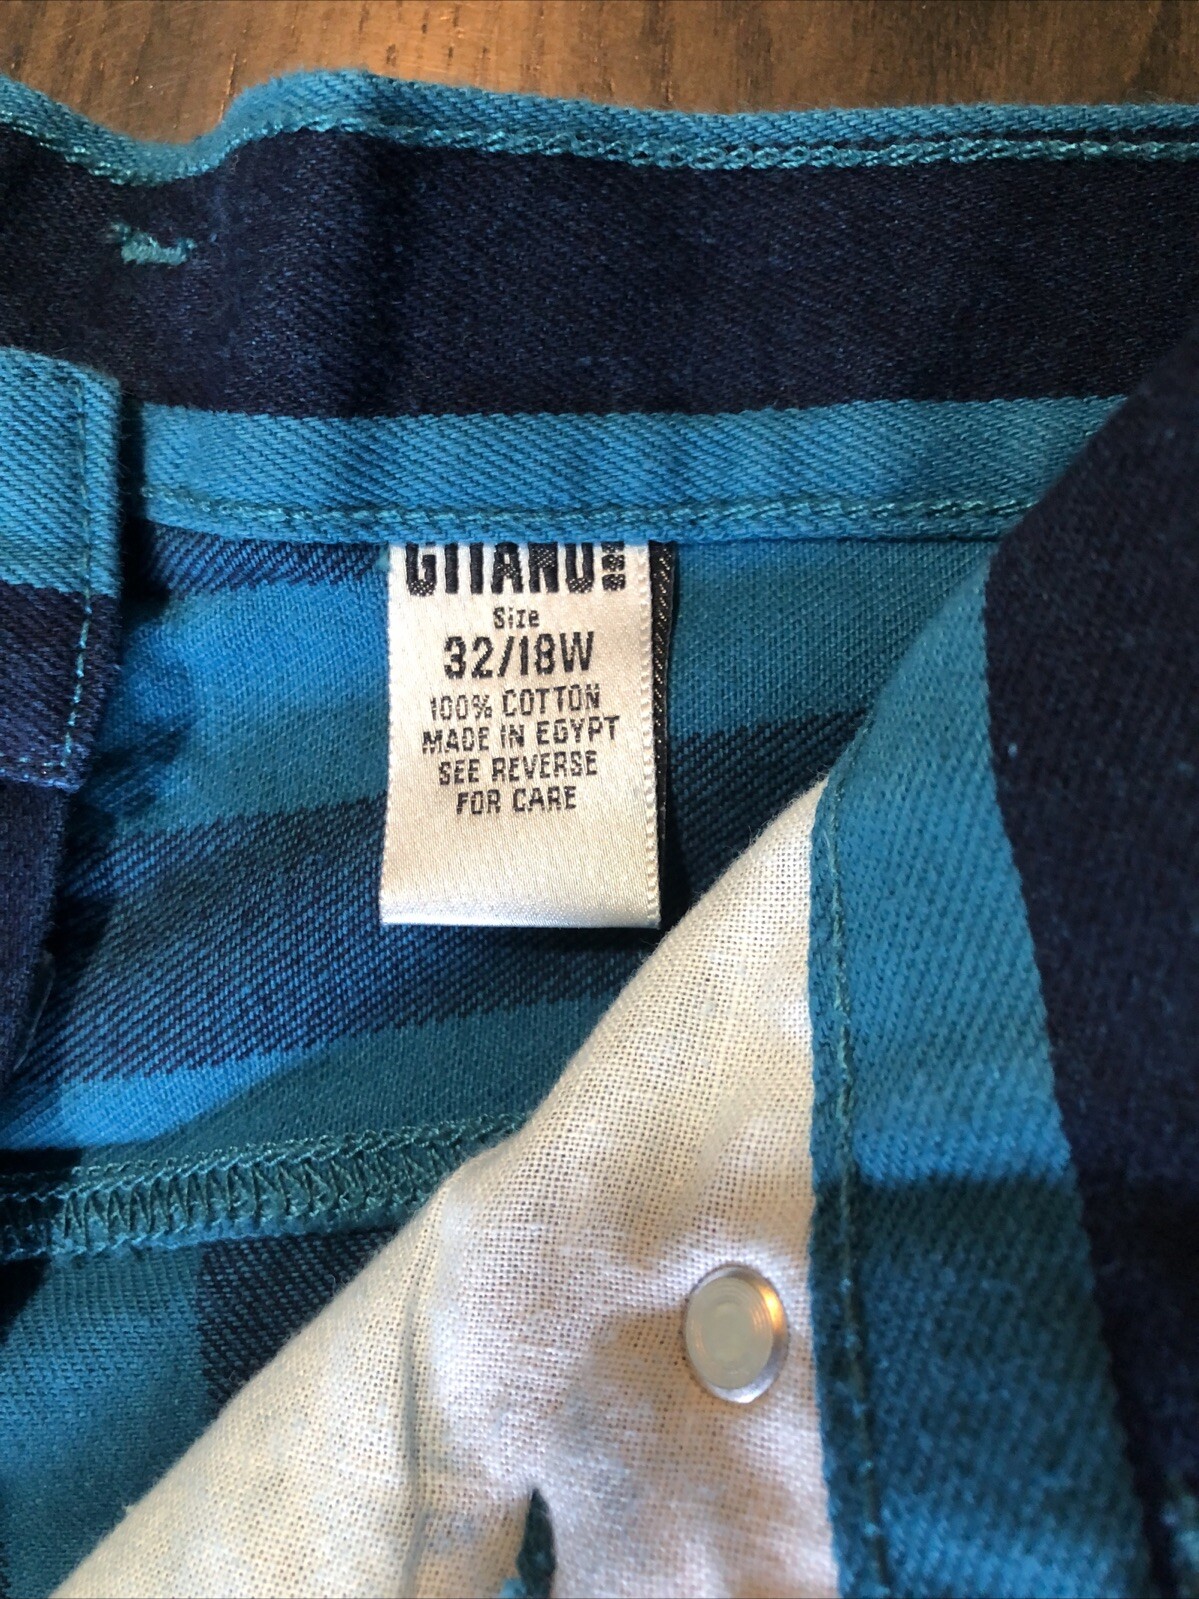 GITANO
Size
32/18W
100% COTTON
MADE IN EGYPT
SEE REVERSE
FOR CARE